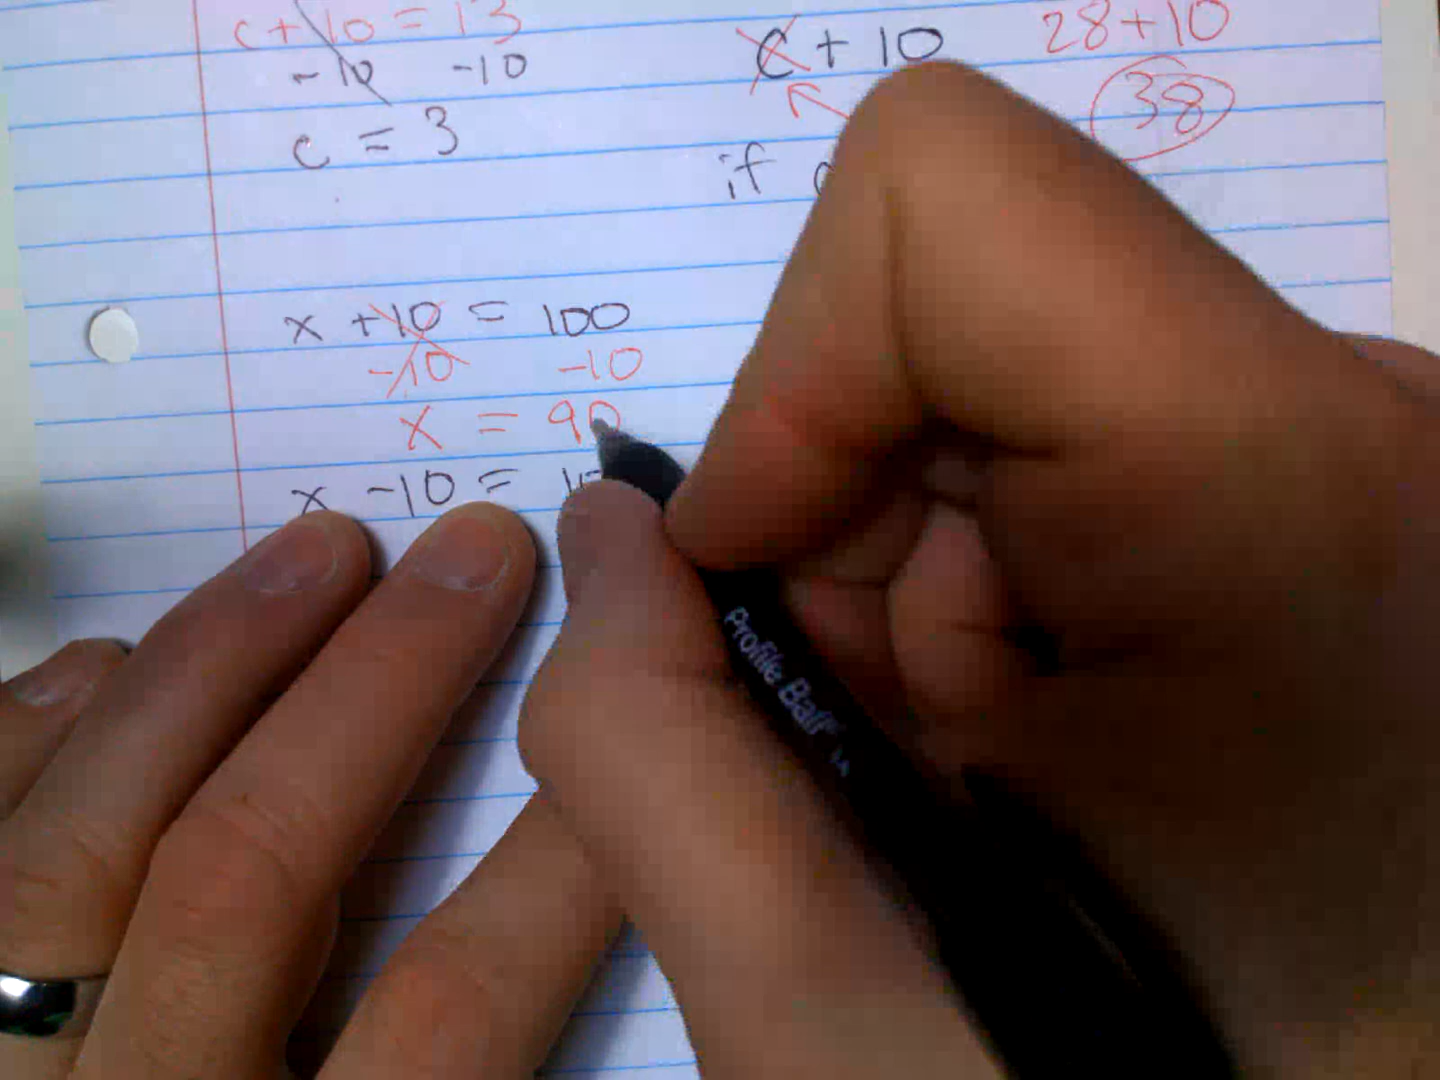 c + 10 = 13
- 10 -10
c = 3
c + 10
28 + 10
38
if
x + 10 = 100
-10 -10
x = 90
x - 10 =
Profile Ball